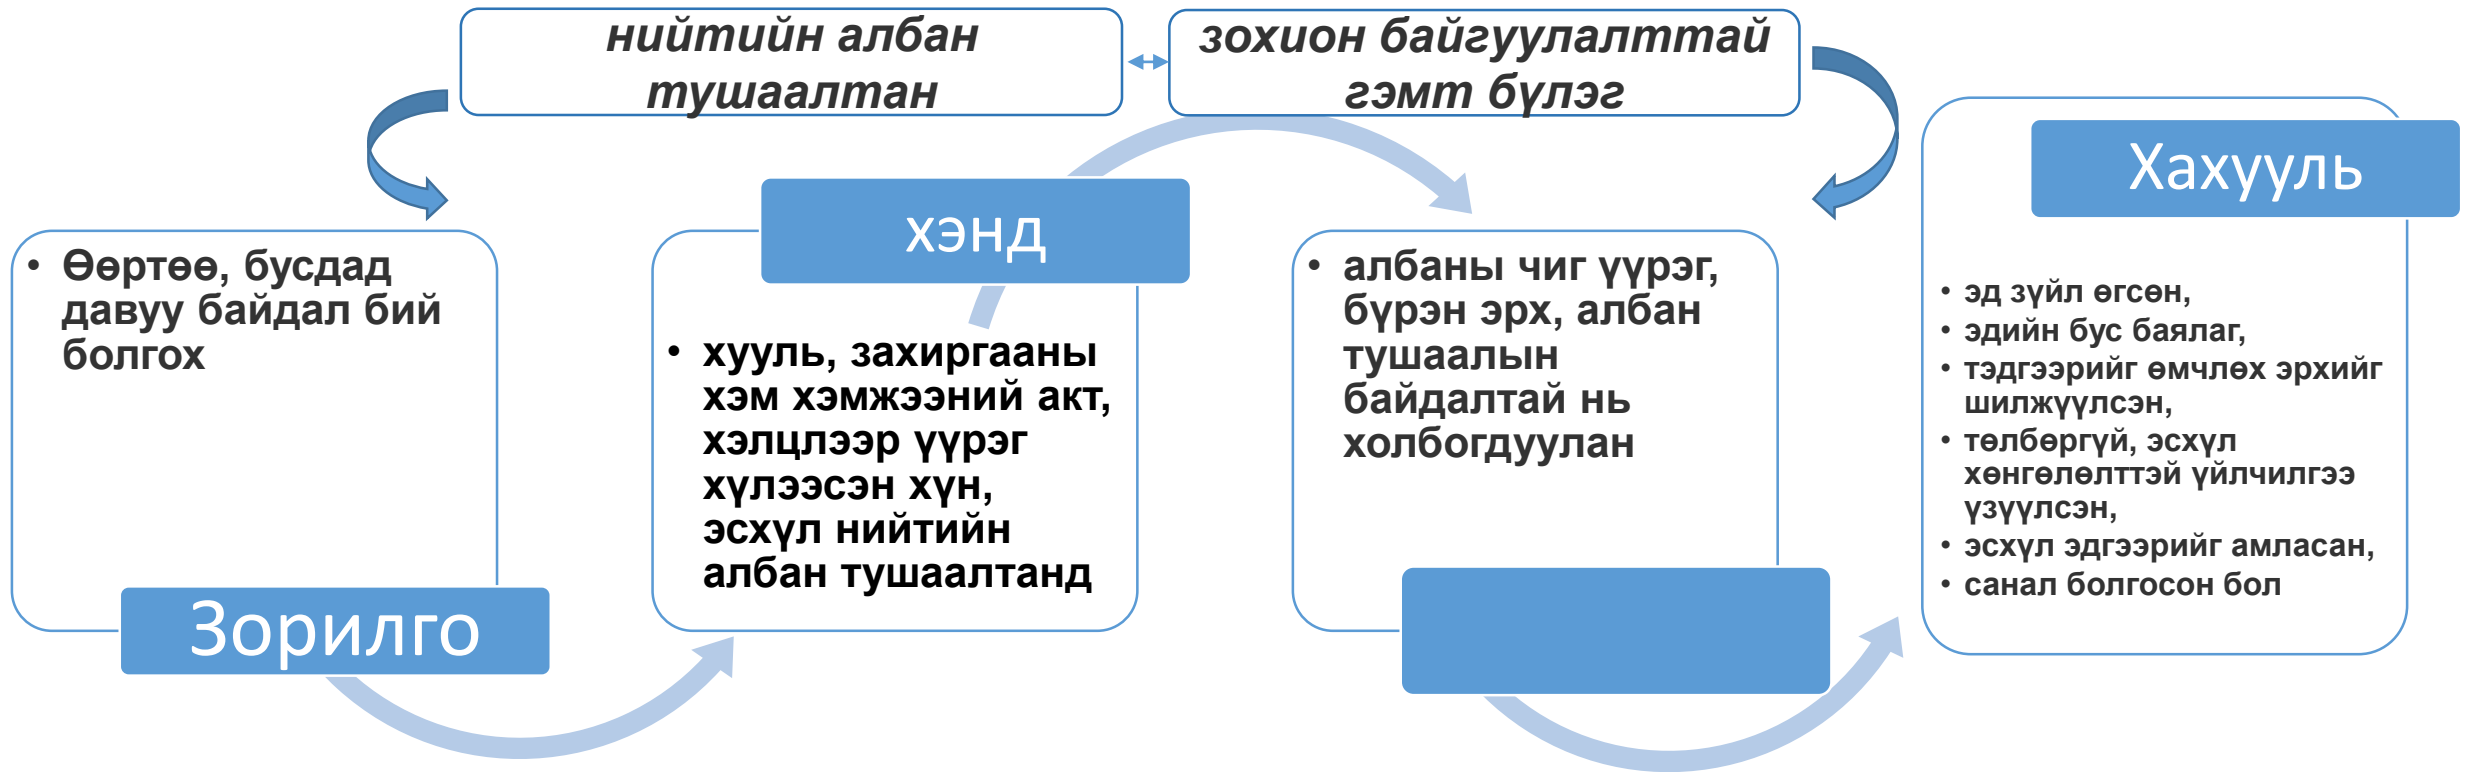 нийтийн албан
тушаалтан
зохион байгуулалттай
гэмт бүлэг
• Өөртөө, бусдад
давуу байдал бий
болгох
Зорилго
хэнд
• хууль, захиргааны
хэм хэмжээний акт,
хэлцлээр үүрэг
хүлээсэн хүн,
эсхүл нийтийн
албан тушаалтанд
• албаны чиг үүрэг,
бүрэн эрх, албан
тушаалын
байдалтай нь
холбогдуулан
Хахууль
• эд зүйл өгсөн,
• эдийн бус баялаг,
• тэдгээрийг өмчлөх эрхийг
шилжүүлсэн,
• төлбөргүй, эсхүл
хөнгөлөлттэй үйлчилгээ
үзүүлсэн,
• эсхүл эдгээрийг амласан,
• санал болгосон бол